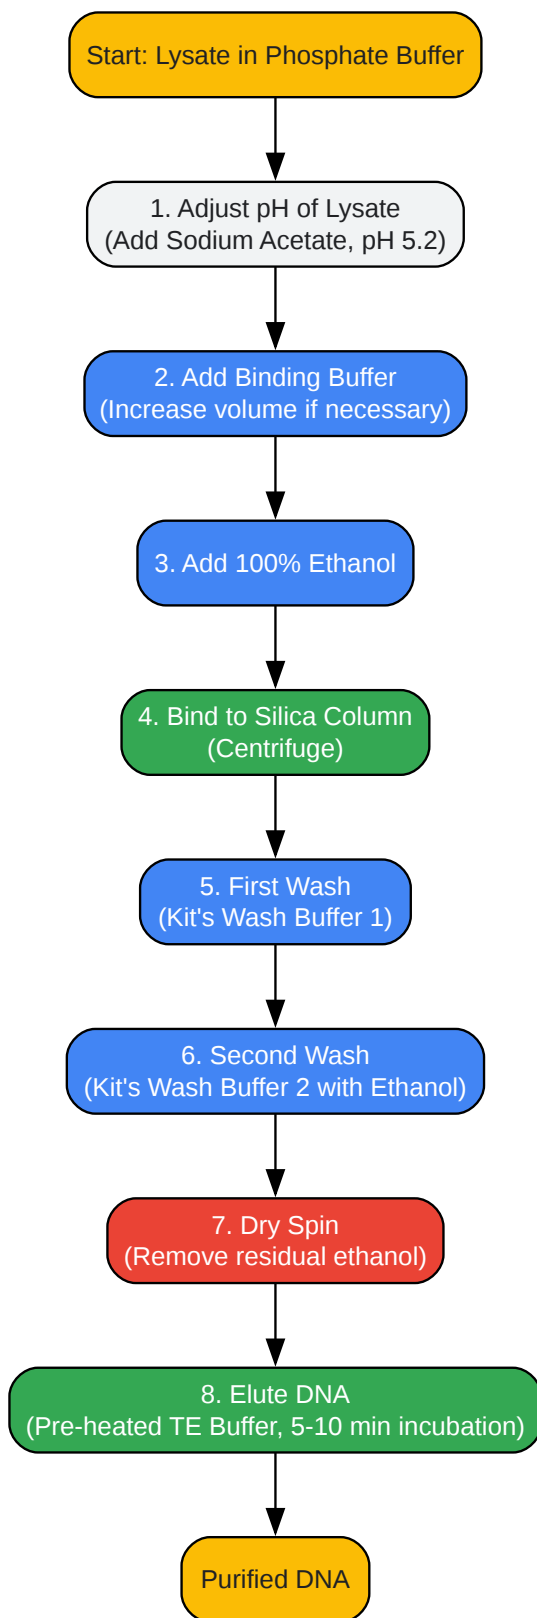 Start: Lysate in Phosphate Buffer
1. Adjust pH of Lysate
(Add Sodium Acetate, pH 5.2)
2. Add Binding Buffer
(Increase volume if necessary)
3. Add 100% Ethanol
4. Bind to Silica Column
(Centrifuge)
5. First Wash
(Kit's Wash Buffer 1)
6. Second Wash
(Kit's Wash Buffer 2 with Ethanol)
7. Dry Spin
(Remove residual ethanol)
8. Elute DNA
(Pre-heated TE Buffer, 5-10 min incubation)
Purified DNA